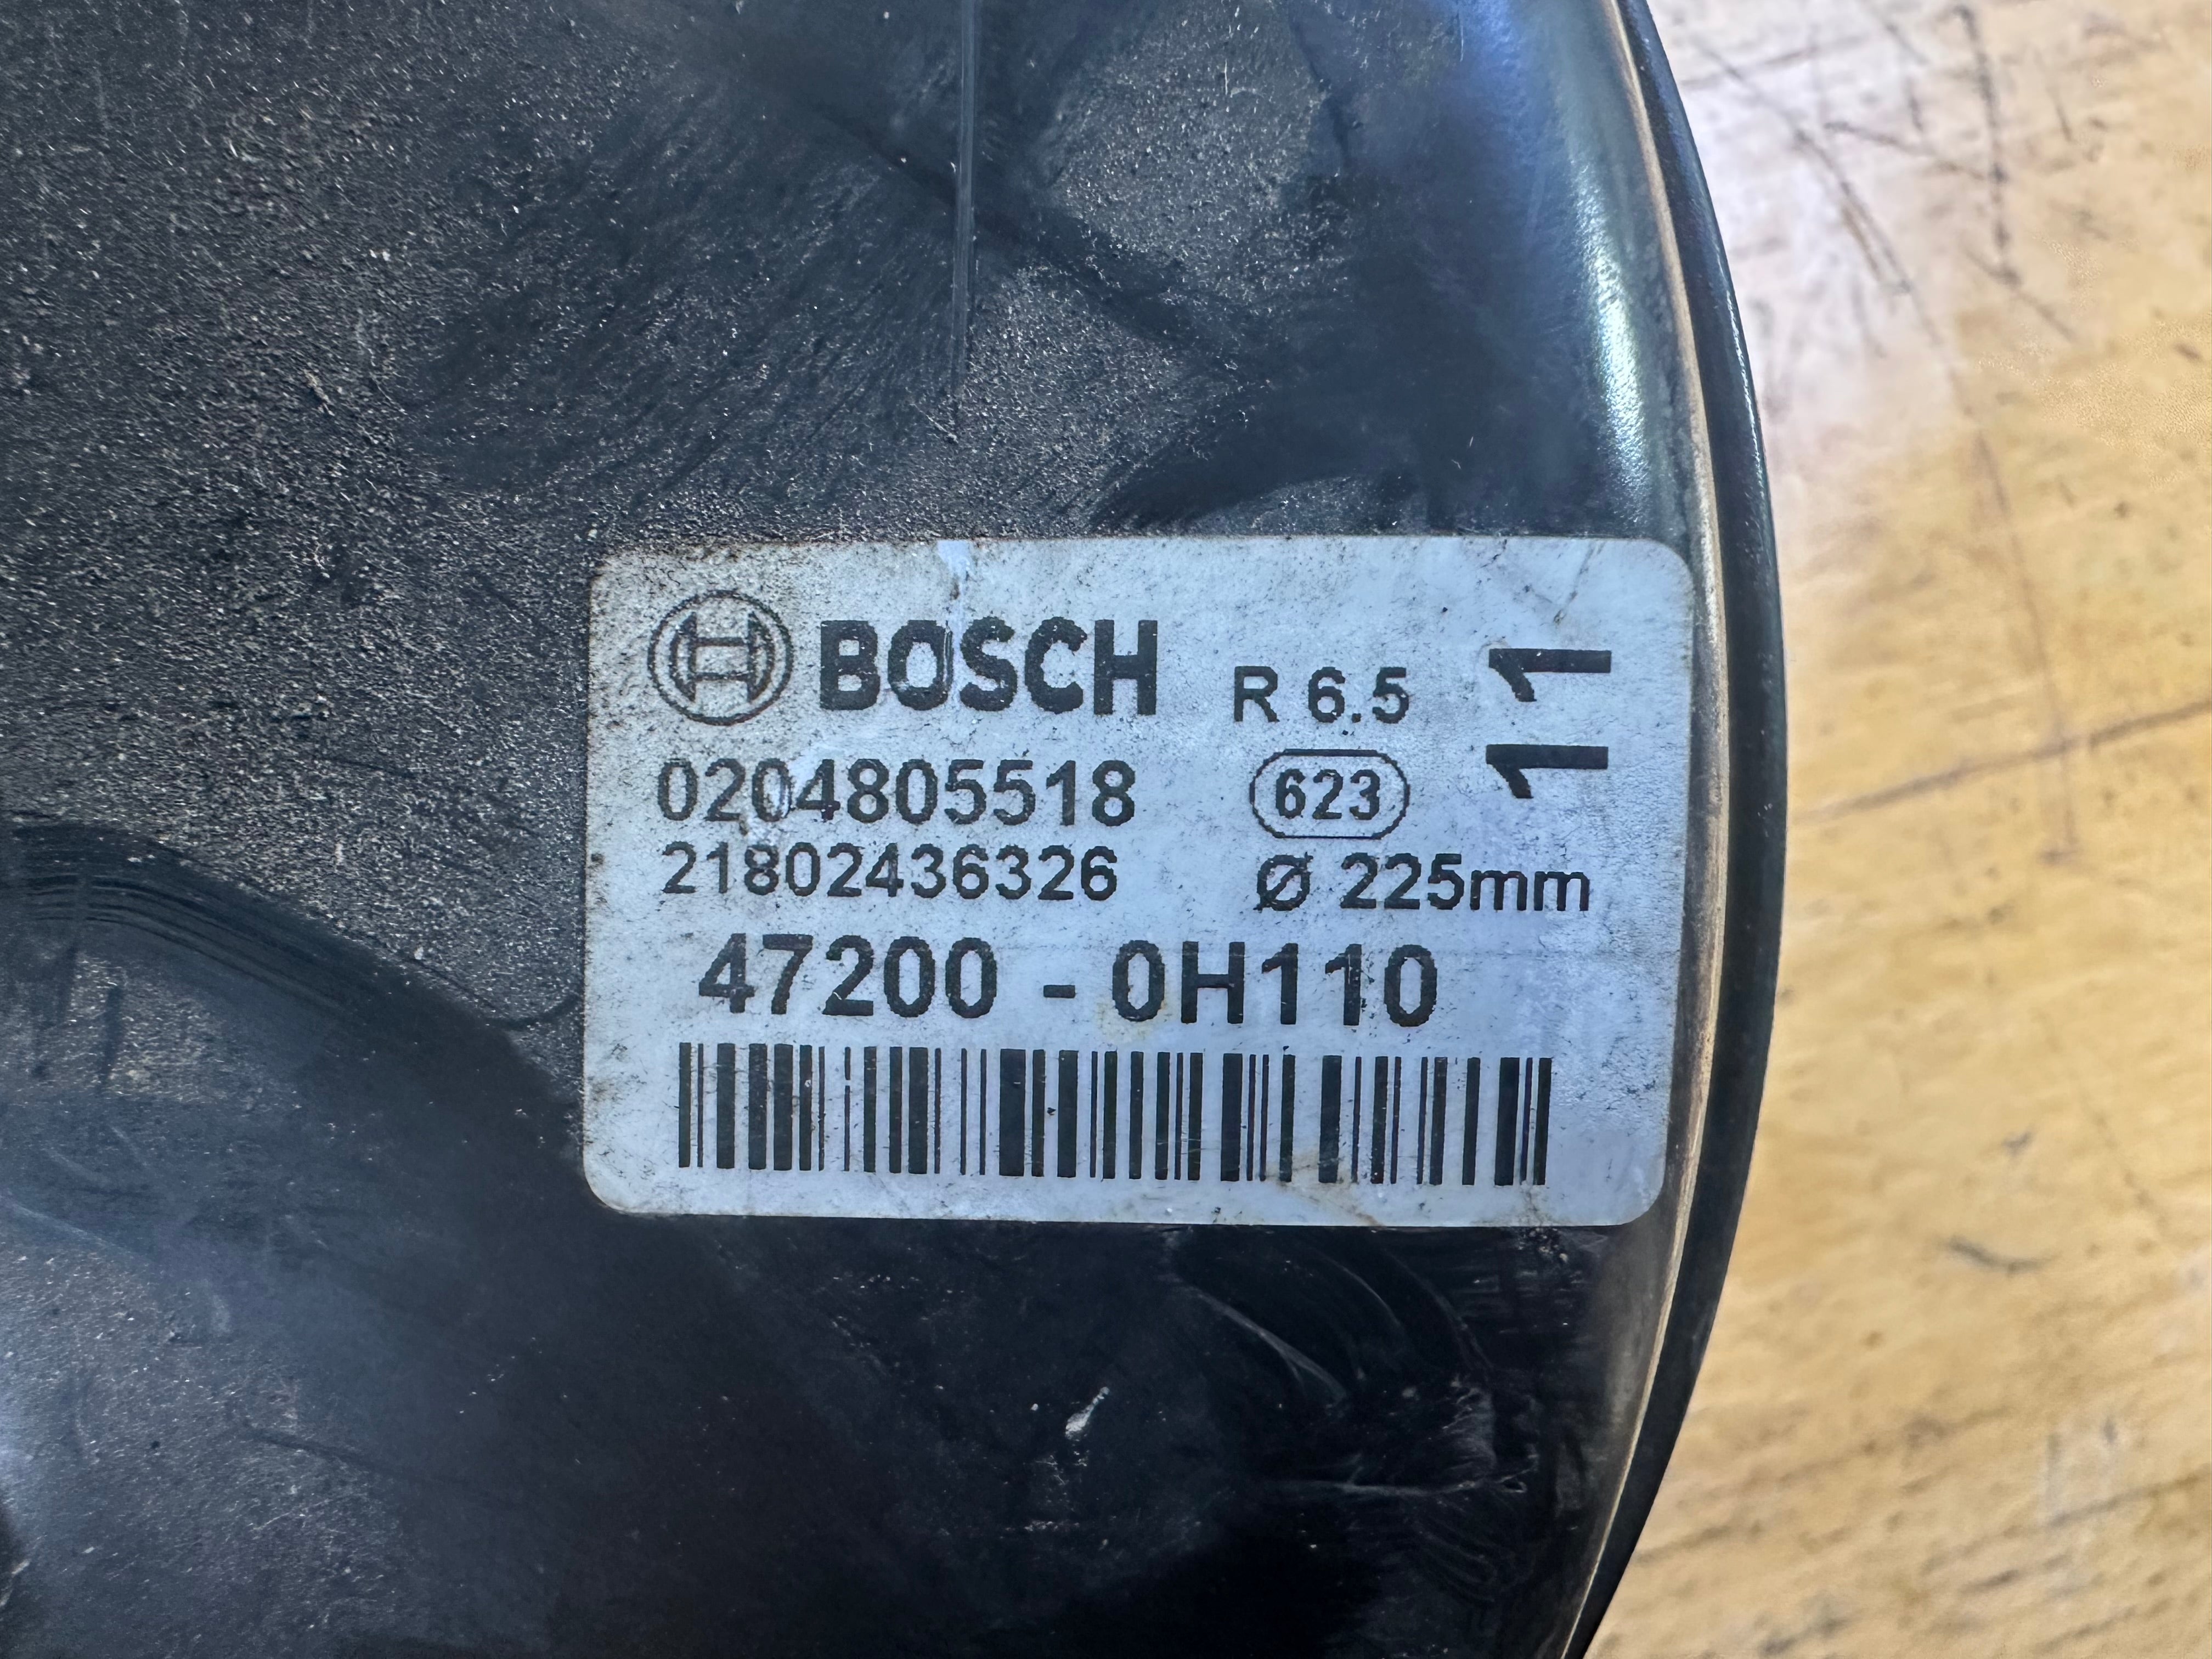 BOSCH R 6.5 11
0204805518 623
21802436326 Ø 225mm
47200 - 0H110